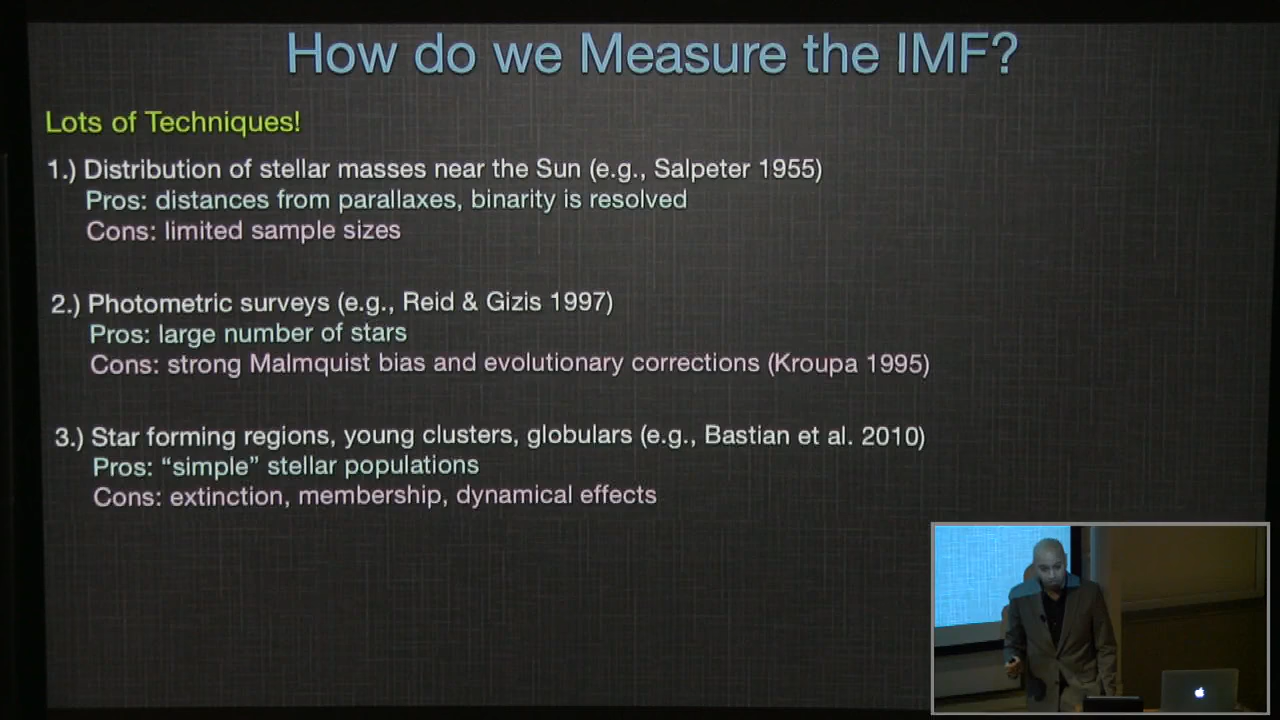 How do we Measure the IMF?
Lots of Techniques!
1.) Distribution of stellar masses near the Sun (e.g., Salpeter 1955)
Pros: distances from parallaxes, binarity is resolved
Cons: limited sample sizes
2.) Photometric surveys (e.g., Reid & Gizis 1997)
Pros: large number of stars
Cons: strong Malmquist bias and evolutionary corrections (Kroupa 1995)
3.) Star forming regions, young clusters, globulars (e.g., Bastian et al. 2010)
Pros: “simple” stellar populations
Cons: extinction, membership, dynamical effects